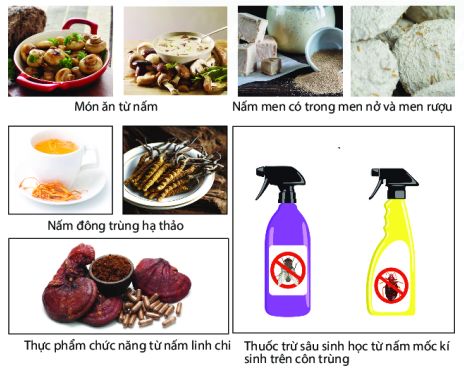 Món ăn từ nấm
Nấm men có trong men nở và men rượu
Nấm đông trùng hạ thảo
Thực phẩm chức năng từ nấm linh chi
Thuốc trừ sâu sinh học từ nấm mốc kí
sinh trên côn trùng